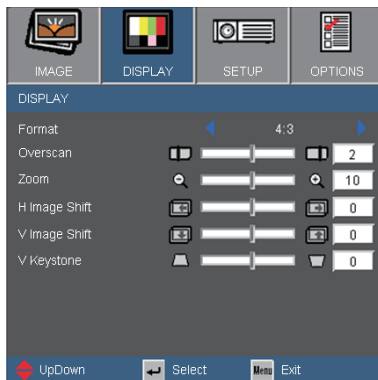 IMAGE DISPLAY SETUP OPTIONS
DISPLAY
Format 4:3
Overscan 2
Zoom 10
H Image Shift 0
V Image Shift 0
V Keystone 0
UpDown Select Menu Exit